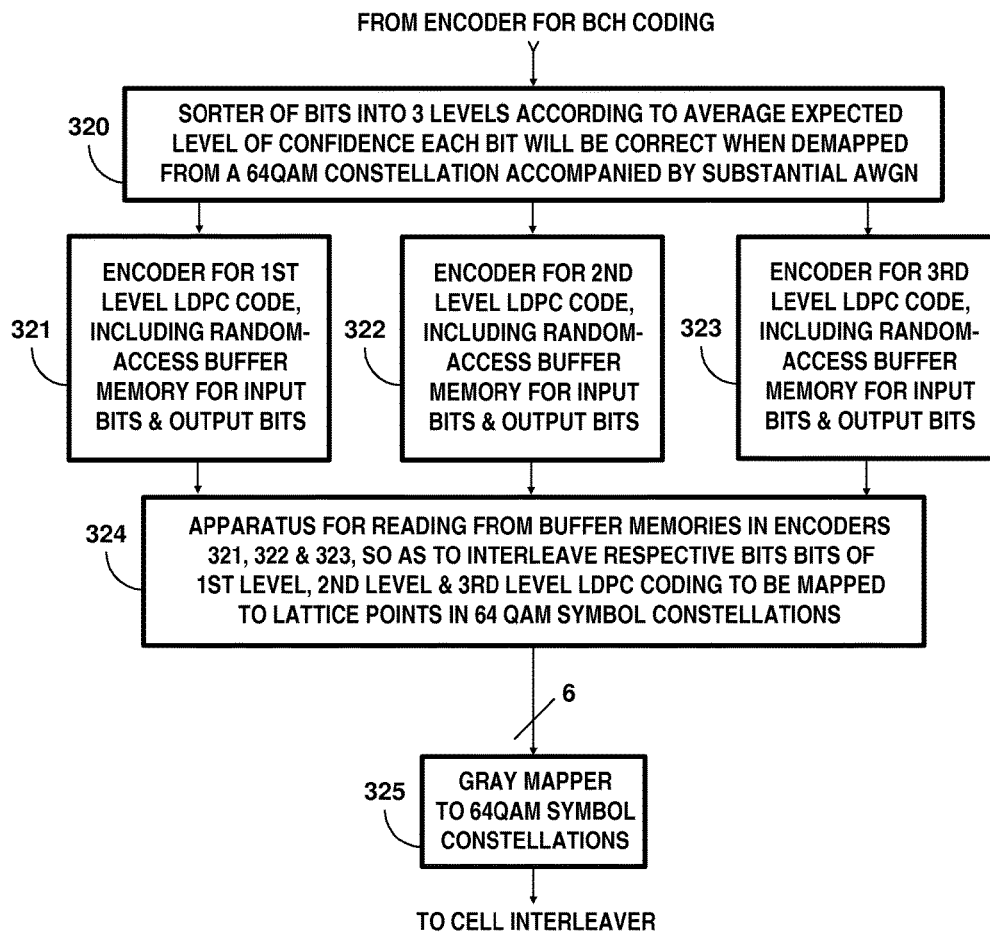 FROM ENCODER FOR BCH CODING
320
SORTER OF BITS INTO 3 LEVELS ACCORDING TO AVERAGE EXPECTED
LEVEL OF CONFIDENCE EACH BIT WILL BE CORRECT WHEN DEMAPPED
FROM A 64QAM CONSTELLATION ACCOMPANIED BY SUBSTANTIAL AWGN
321
ENCODER FOR 1ST
LEVEL LDPC CODE,
INCLUDING RANDOM-
ACCESS BUFFER
MEMORY FOR INPUT
BITS & OUTPUT BITS
322
ENCODER FOR 2ND
LEVEL LDPC CODE,
INCLUDING RANDOM-
ACCESS BUFFER
MEMORY FOR INPUT
BITS & OUTPUT BITS
323
ENCODER FOR 3RD
LEVEL LDPC CODE,
INCLUDING RANDOM-
ACCESS BUFFER
MEMORY FOR INPUT
BITS & OUTPUT BITS
324
APPARATUS FOR READING FROM BUFFER MEMORIES IN ENCODERS
321, 322 & 323, SO AS TO INTERLEAVE RESPECTIVE BITS BITS OF
1ST LEVEL, 2ND LEVEL & 3RD LEVEL LDPC CODING TO BE MAPPED
TO LATTICE POINTS IN 64 QAM SYMBOL CONSTELLATIONS
6
325
GRAY MAPPER
TO 64QAM SYMBOL
CONSTELLATIONS
TO CELL INTERLEAVER